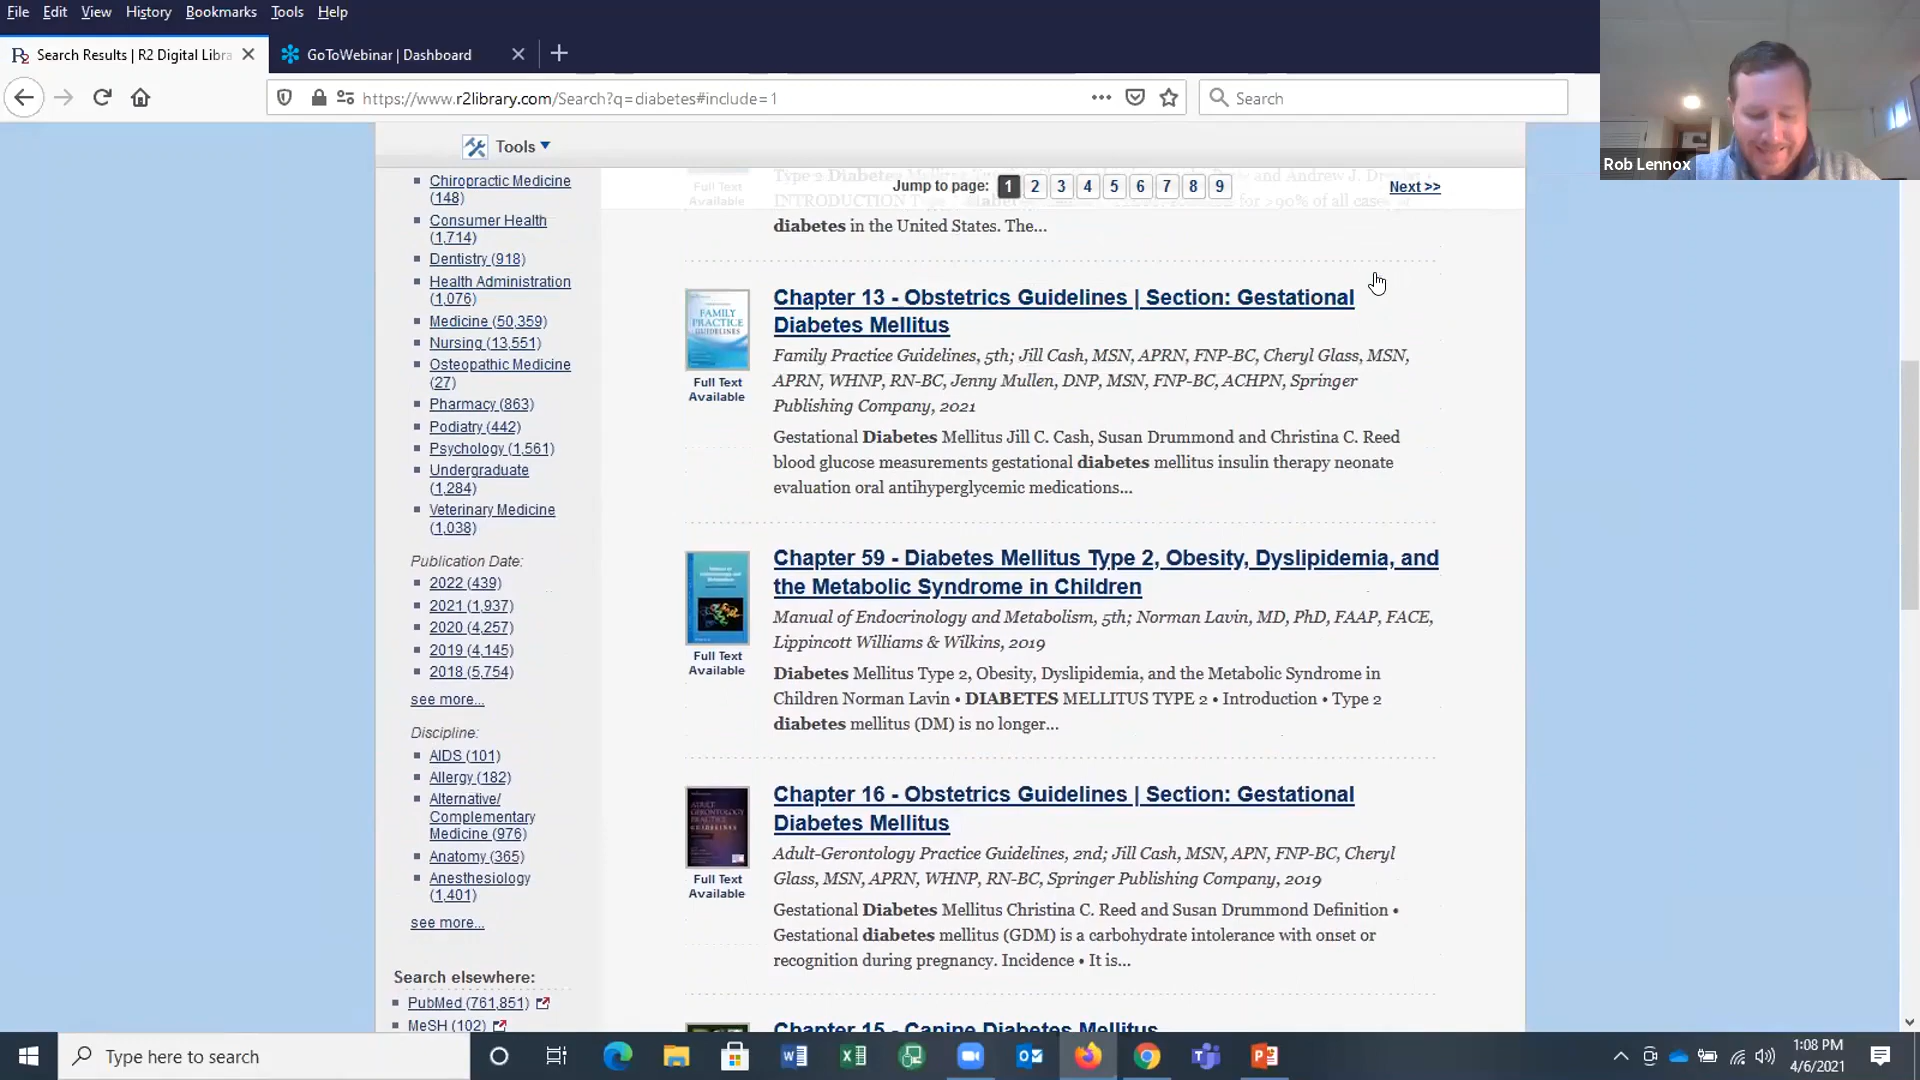 File Edit View History Bookmarks Tools Help
Search Results | R2 Digital Libra
GoToWebinar | Dashboard
https://www.r2library.com/Search?q=diabetes#include=1
Search
Rob Lennox
Tools
Chiropractic Medicine
(148)
Consumer Health
(1,714)
Dentistry (918)
Health Administration
(1,076)
Medicine (50,359)
Nursing (13,551)
Osteopathic Medicine
(27)
Pharmacy (863)
Podiatry (442)
Psychology (1,561)
Undergraduate
(1,284)
Veterinary Medicine
(1,038)
Publication Date:
2022 (439)
2021 (1,937)
2020 (4,257)
2019 (4,145)
2018 (5,754)
see more...
Discipline:
AIDS (101)
Allergy (182)
Alternative/
Complementary
Medicine (976)
Anatomy (365)
Anesthesiology
(1,401)
see more...
Search elsewhere:
PubMed (761,851)
MeSH (102)
Jump to page: 1 2 3 4 5 6 7 8 9 Next >>
Full Text
Available
diabetes in the United States. The...
FAMILY
PRACTICE
GUIDELINES
Full Text
Available
Chapter 13 - Obstetrics Guidelines | Section: Gestational
Diabetes Mellitus
Family Practice Guidelines, 5th; Jill Cash, MSN, APRN, FNP-BC, Cheryl Glass, MSN,
APRN, WHNP, RN-BC, Jenny Mullen, DNP, MSN, FNP-BC, ACHPN, Springer
Publishing Company, 2021
Gestational Diabetes Mellitus Jill C. Cash, Susan Drummond and Christina C. Reed
blood glucose measurements gestational diabetes mellitus insulin therapy neonate
evaluation oral antihyperglycemic medications...
Full Text
Available
Chapter 59 - Diabetes Mellitus Type 2, Obesity, Dyslipidemia, and
the Metabolic Syndrome in Children
Manual of Endocrinology and Metabolism, 5th; Norman Lavin, MD, PhD, FAAP, FACE,
Lippincott Williams & Wilkins, 2019
Diabetes Mellitus Type 2, Obesity, Dyslipidemia, and the Metabolic Syndrome in
Children Norman Lavin • DIABETES MELLITUS TYPE 2 • Introduction • Type 2
diabetes mellitus (DM) is no longer...
Full Text
Available
Chapter 16 - Obstetrics Guidelines | Section: Gestational
Diabetes Mellitus
Adult-Gerontology Practice Guidelines, 2nd; Jill Cash, MSN, APN, FNP-BC, Cheryl
Glass, MSN, APRN, WHNP, RN-BC, Springer Publishing Company, 2019
Gestational Diabetes Mellitus Christina C. Reed and Susan Drummond Definition •
Gestational diabetes mellitus (GDM) is a carbohydrate intolerance with onset or
recognition during pregnancy. Incidence • It is...
Chapter 15 - Canine Diabetes Mellitus
Type here to search
1:08 PM
4/6/2021